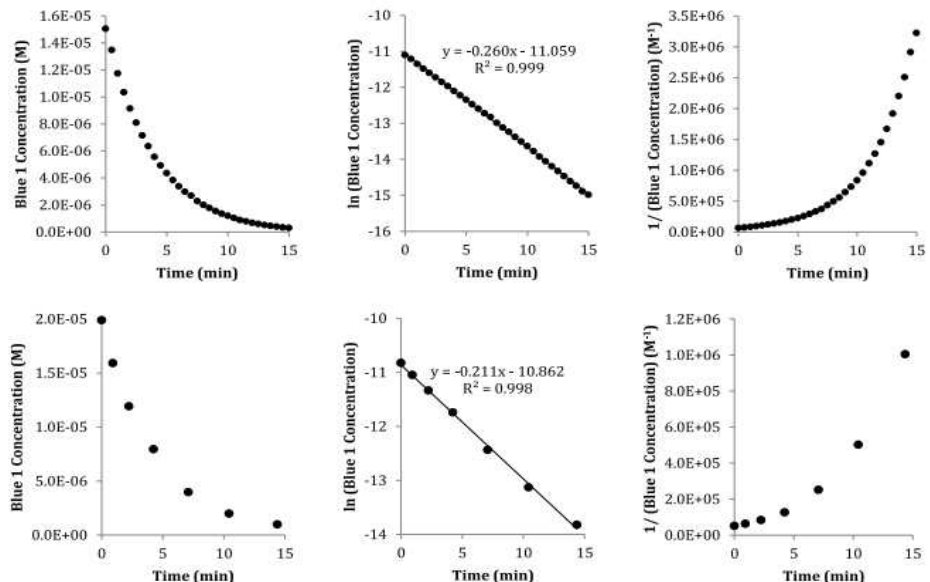 Blue 1 Concentration (M)
1.6E-05
1.4E-05
1.2E-05
1.0E-05
8.0E-06
6.0E-06
4.0E-06
2.0E-06
0.0E+00
0
5
10
15
Time (min)
ln (Blue 1 Concentration)
-10
-11
-12
-13
-14
-15
-16
y = -0.260x - 11.059
R² = 0.999
0
5
10
15
Time (min)
1/ (Blue 1 Concentration) (M⁻¹)
3.5E+06
3.0E+06
2.5E+06
2.0E+06
1.5E+06
1.0E+06
5.0E+05
0.0E+00
0
5
10
15
Time (min)
Blue 1 Concentration (M)
2.0E-05
1.5E-05
1.0E-05
5.0E-06
0.0E+00
0
5
10
15
Time (min)
ln (Blue 1 Concentration)
-10
-11
-12
-13
-14
y = -0.211x - 10.862
R² = 0.998
0
5
10
15
Time (min)
1/ (Blue 1 Concentration) (M⁻¹)
1.2E+06
1.0E+06
8.0E+05
6.0E+05
4.0E+05
2.0E+05
0.0E+00
0
5
10
15
Time (min)